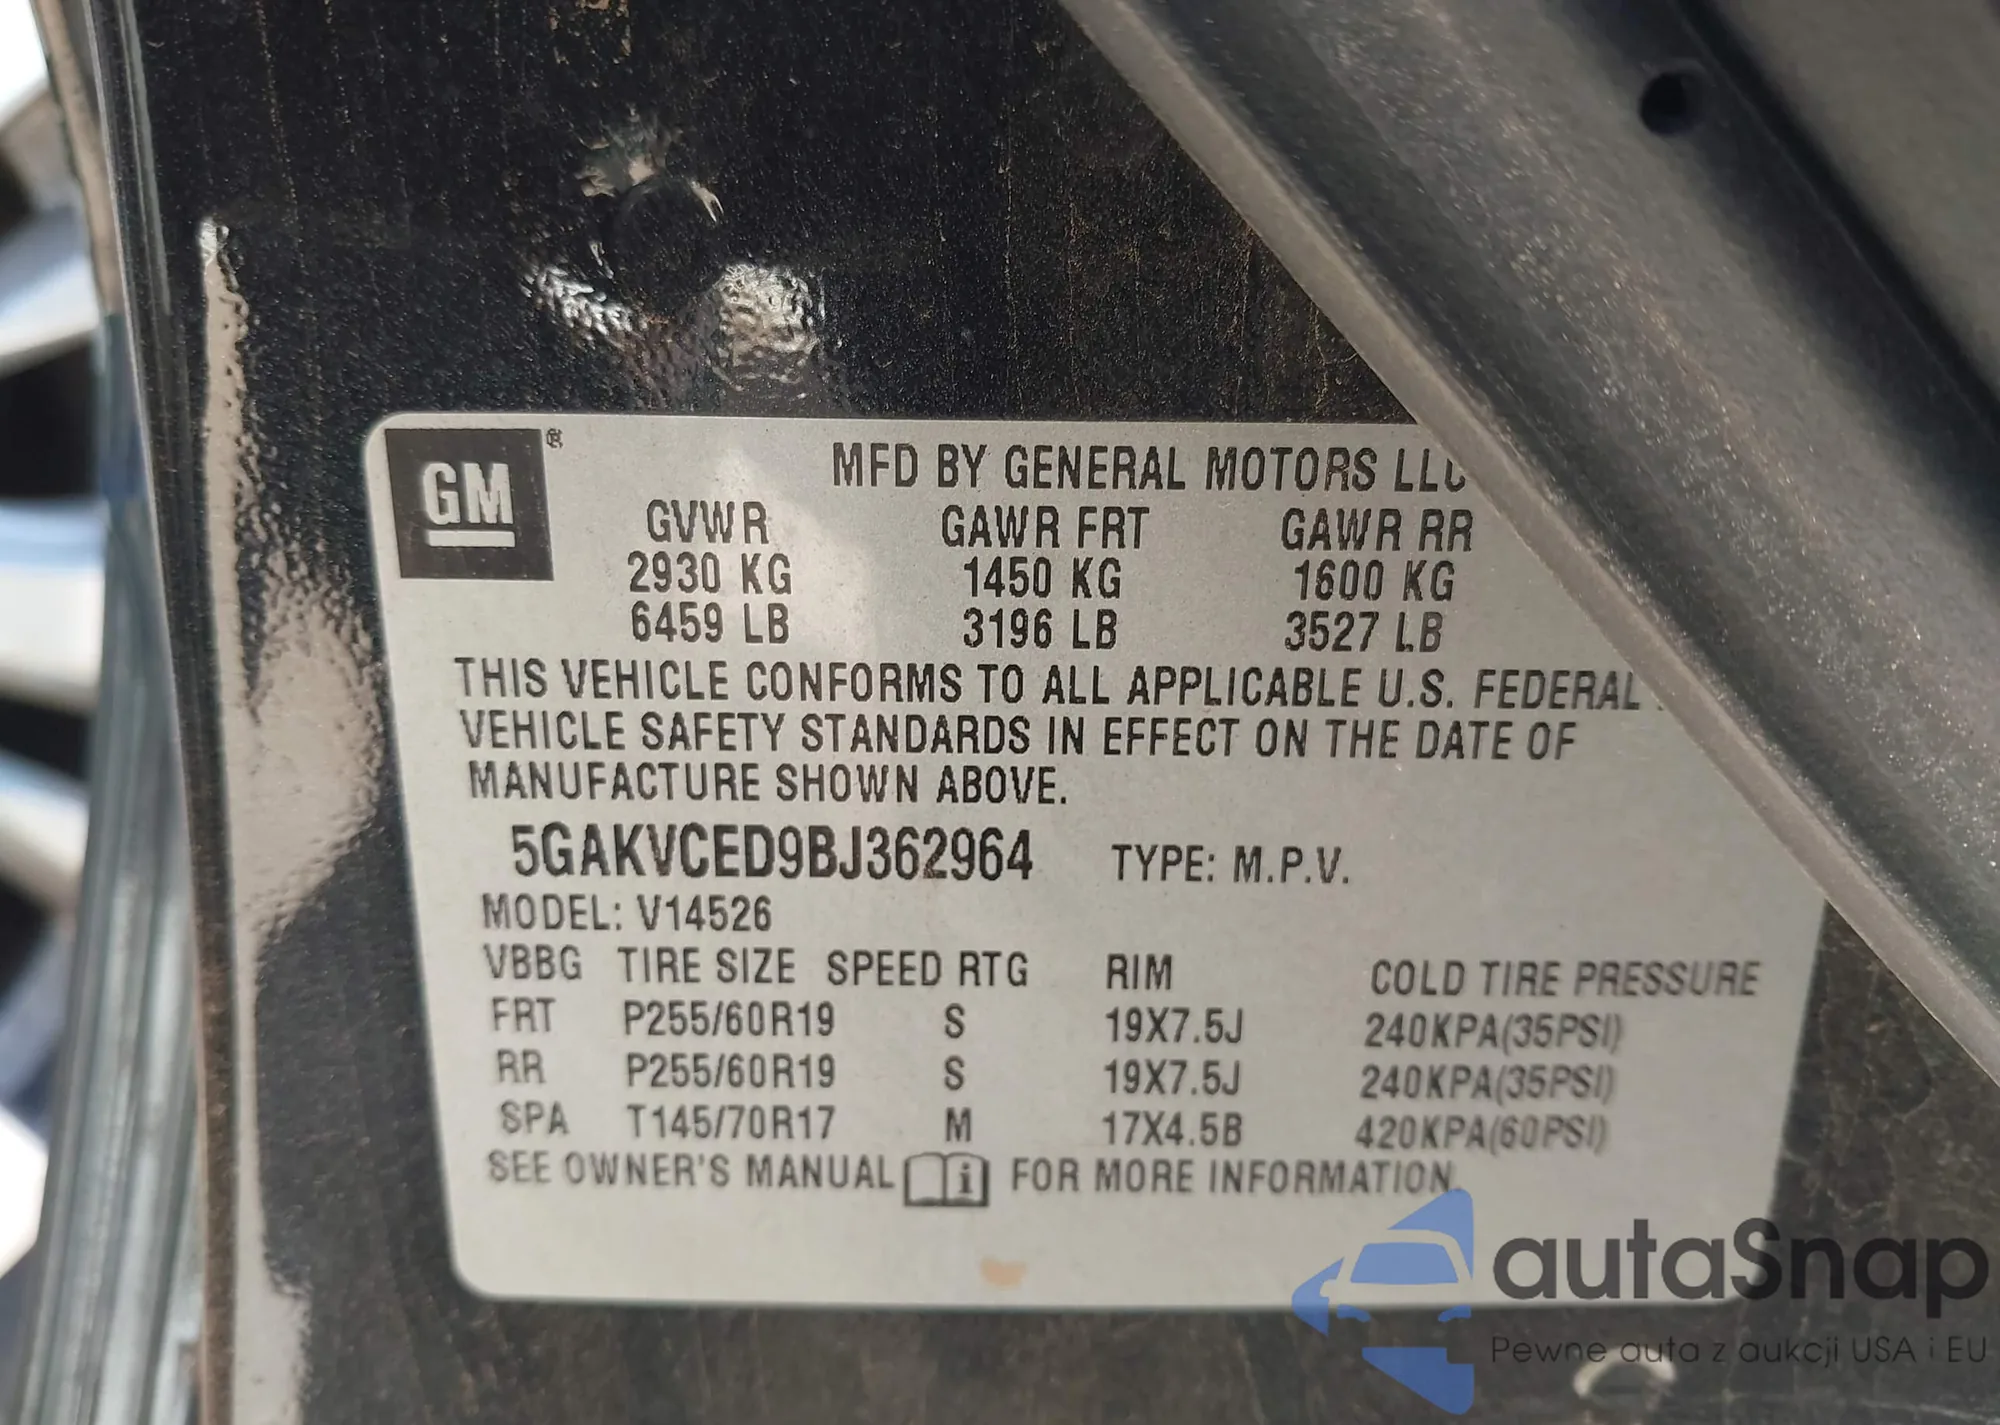 GM ®
MFD BY GENERAL MOTORS LLC
GVWR GAWR FRT GAWR RR
2930 KG 1450 KG 1600 KG
6459 LB 3196 LB 3527 LB
THIS VEHICLE CONFORMS TO ALL APPLICABLE U.S. FEDERAL
VEHICLE SAFETY STANDARDS IN EFFECT ON THE DATE OF
MANUFACTURE SHOWN ABOVE.
5GAKVCED9BJ362964 TYPE: M.P.V.
MODEL: V14526
VBBG TIRE SIZE SPEED RTG RIM COLD TIRE PRESSURE
FRT P255/60R19 S 19X7.5J 240KPA(35PSI)
RR P255/60R19 S 19X7.5J 240KPA(35PSI)
SPA T145/70R17 M 17X4.5B 420KPA(60PSI)
SEE OWNER'S MANUAL i FOR MORE INFORMATION.
autaSnap
Pewne auta z aukcji USA i EU